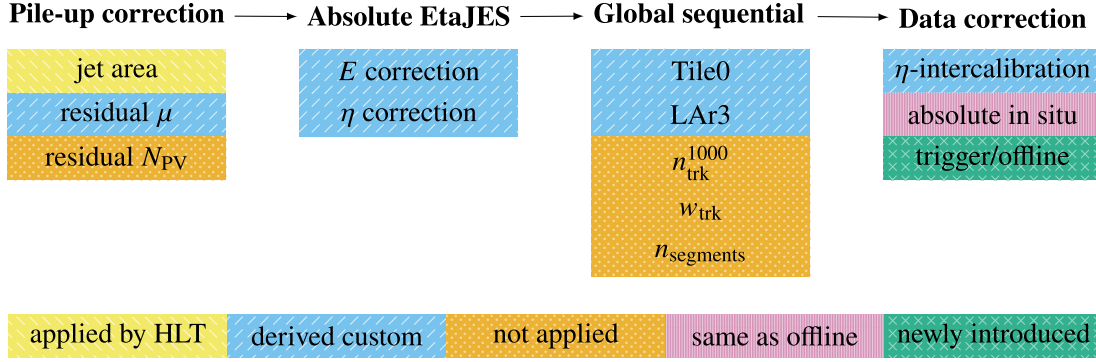 Pile-up correction → Absolute EtaJES → Global sequential → Data correction
jet area
residual μ
residual N_PV
E correction
η correction
Tile0
LAr3
n_trk^1000
w_trk
n_segments
η-intercalibration
absolute in situ
trigger/offline
applied by HLT derived custom not applied same as offline newly introduced